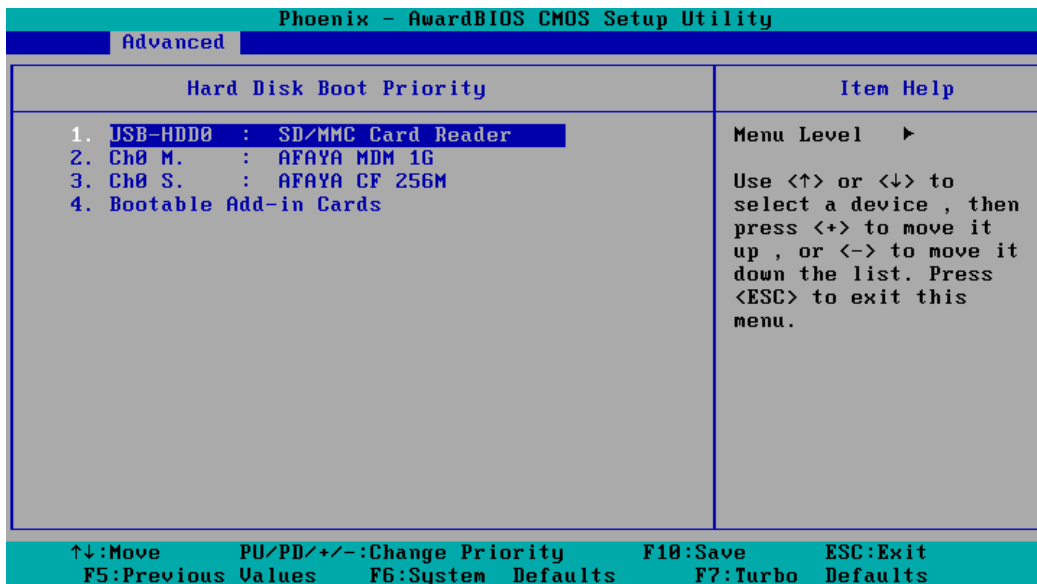 Phoenix - AwardBIOS CMOS Setup Utility
Advanced
Hard Disk Boot Priority
Item Help
1. USB-HDD0 : SD/MMC Card Reader
2. Ch0 M. : AFAYA MDM 1G
3. Ch0 S. : AFAYA CF 256M
4. Bootable Add-in Cards
Menu Level ▶
Use <↑> or <↓> to
select a device , then
press <+> to move it
up , or <-> to move it
down the list. Press
<ESC> to exit this
menu.
↑↓:Move PU/PD/+/-:Change Priority F10:Save ESC:Exit
F5:Previous Values F6:System Defaults F7:Turbo Defaults